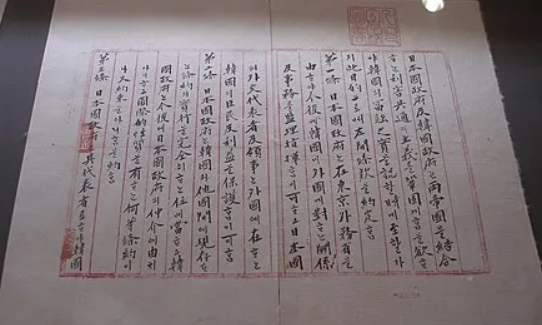 日本國政府及韓國政府ᄂᆞᆫ兩帝國을結合
ᄒᆞᄂᆞᆫ利害共通의主義를鞏固케ᄒᆞᆷ을欲ᄒᆞ
야韓國의富强之實을認ᄒᆞᆯ時에至ᄒᆞᆯᄭᆞ
지此目的으로써左開條款을約定ᄒᆞᆷ
第一條 日本國政府ᄂᆞᆫ在東京外務省을
由ᄒᆞ야今後에韓國이外國에對ᄒᆞᄂᆞᆫ關係
及事務를監理指揮ᄒᆞᆷ이可ᄒᆞ고日本國
의外交代表者及領事ᄂᆞᆫ外國에在ᄒᆞᄂᆞᆫ
韓國의臣民及利益을保護ᄒᆞᆷ이可ᄒᆞᆷ
第二條 日本國政府ᄂᆞᆫ韓國과他國間에現存ᄒᆞ
ᄂᆞᆫ條約의實行을完全히ᄒᆞᄂᆞᆫ任에當ᄒᆞ고韓
國政府ᄂᆞᆫ今後에日本國政府의仲介에由치
아니ᄒᆞ고國際的性質을有ᄒᆞᄂᆞᆫ何等條約이
나又約束을아니ᄒᆞᆷ을約ᄒᆞᆷ
第三條 日本國政府ᄂᆞᆫ其代表者로ᄒᆞ야韓國